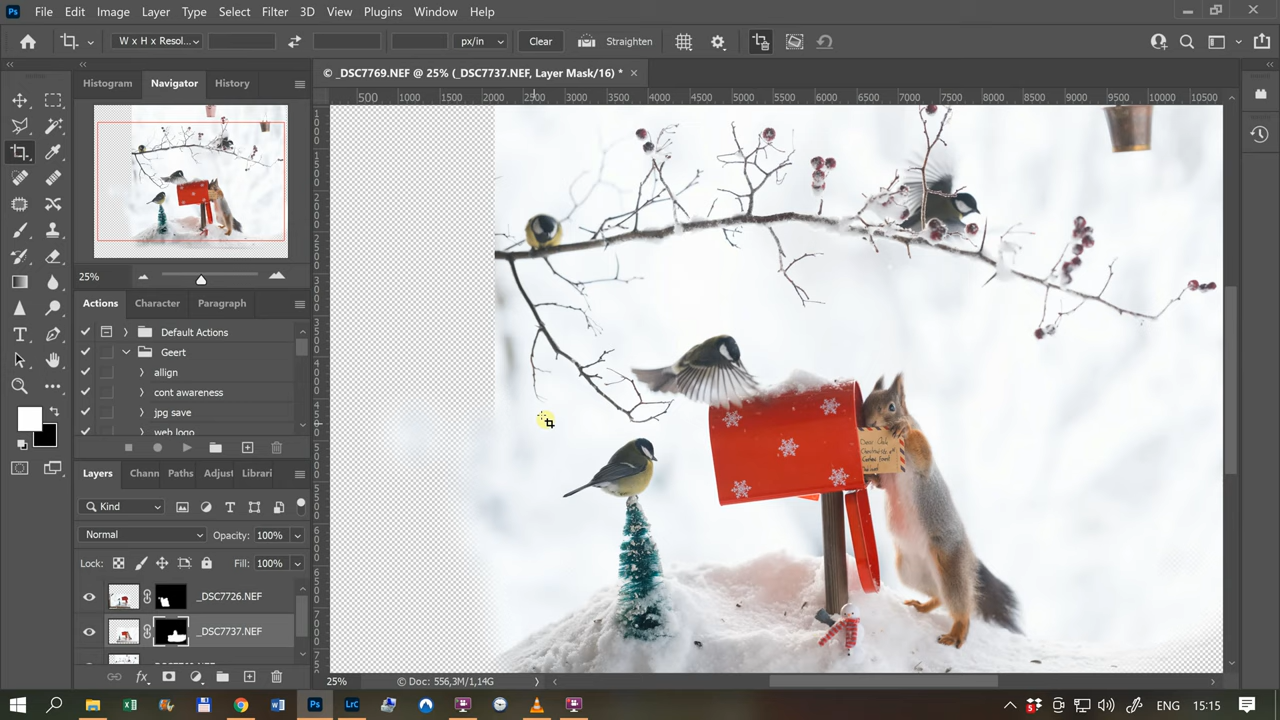 Ps File Edit Image Layer Type Select Filter 3D View Plugins Window Help
W x H x Resol... px/in Clear Straighten
Histogram Navigator History
© _DSC7769.NEF @ 25% (_DSC7737.NEF, Layer Mask/16) *
500 1000 1500 2000 2500 3000 3500 4000 4500 5000 5500 6000 6500 7000 7500 8000 8500 9000 9500 10000 10500
25%
Actions Character Paragraph
Default Actions
Geert
allign
cont awareness
jpg save
web logo
Layers Chann Paths Adjust Librari
Kind
Normal Opacity: 100%
Lock: Fill: 100%
_DSC7726.NEF
_DSC7737.NEF
25% © Doc: 556,3M/1,14G
Ps LrC ENG 15:15